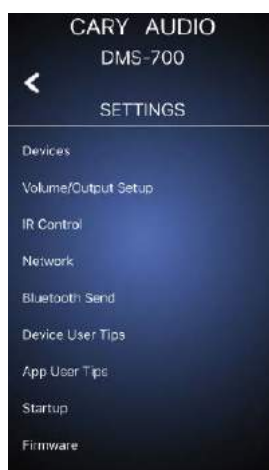 CARY AUDIO
DMS-700
SETTINGS
Devices
Volume/Output Setup
IR Control
Network
Bluetooth Send
Device User Tips
App User Tips
Startup
Firmware